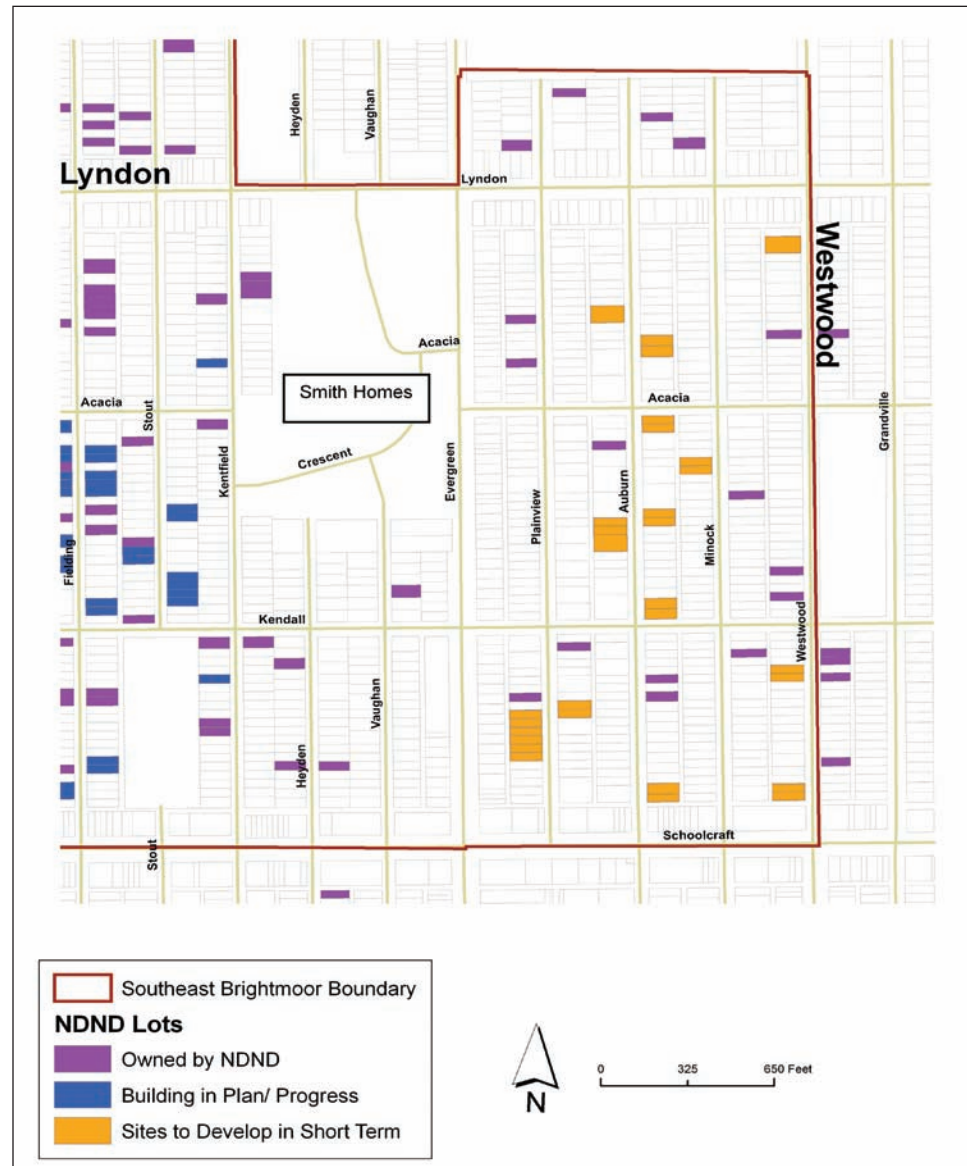 Heyden
Vaughan
Lyndon
Lyndon
Westwood
Acacia
Smith Homes
Acacia
Stout
Acacia
Kentfield
Crescent
Evergreen
Grandville
Plainview
Auburn
Minock
Fielding
Kendall
Westwood
Vaughan
Heyden
Schoolcraft
Stout
Southeast Brightmoor Boundary
NDND Lots
Owned by NDND
Building in Plan/ Progress
Sites to Develop in Short Term
N
0 325 650 Feet